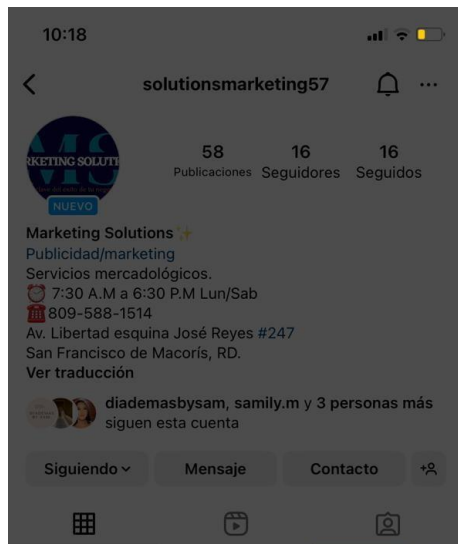 10:18
solutionsmarketing57
RKETING SOLUTI
NUEVO
58
Publicaciones
16
Seguidores
16
Seguidos
Marketing Solutions
Publicidad/marketing
Servicios mercadológicos.
7:30 A.M a 6:30 P.M Lun/Sab
809-588-1514
Av. Libertad esquina José Reyes #247
San Francisco de Macorís, RD.
Ver traducción
diademasbysam, samily.m y 3 personas más
siguen esta cuenta
Siguiendo
Mensaje
Contacto